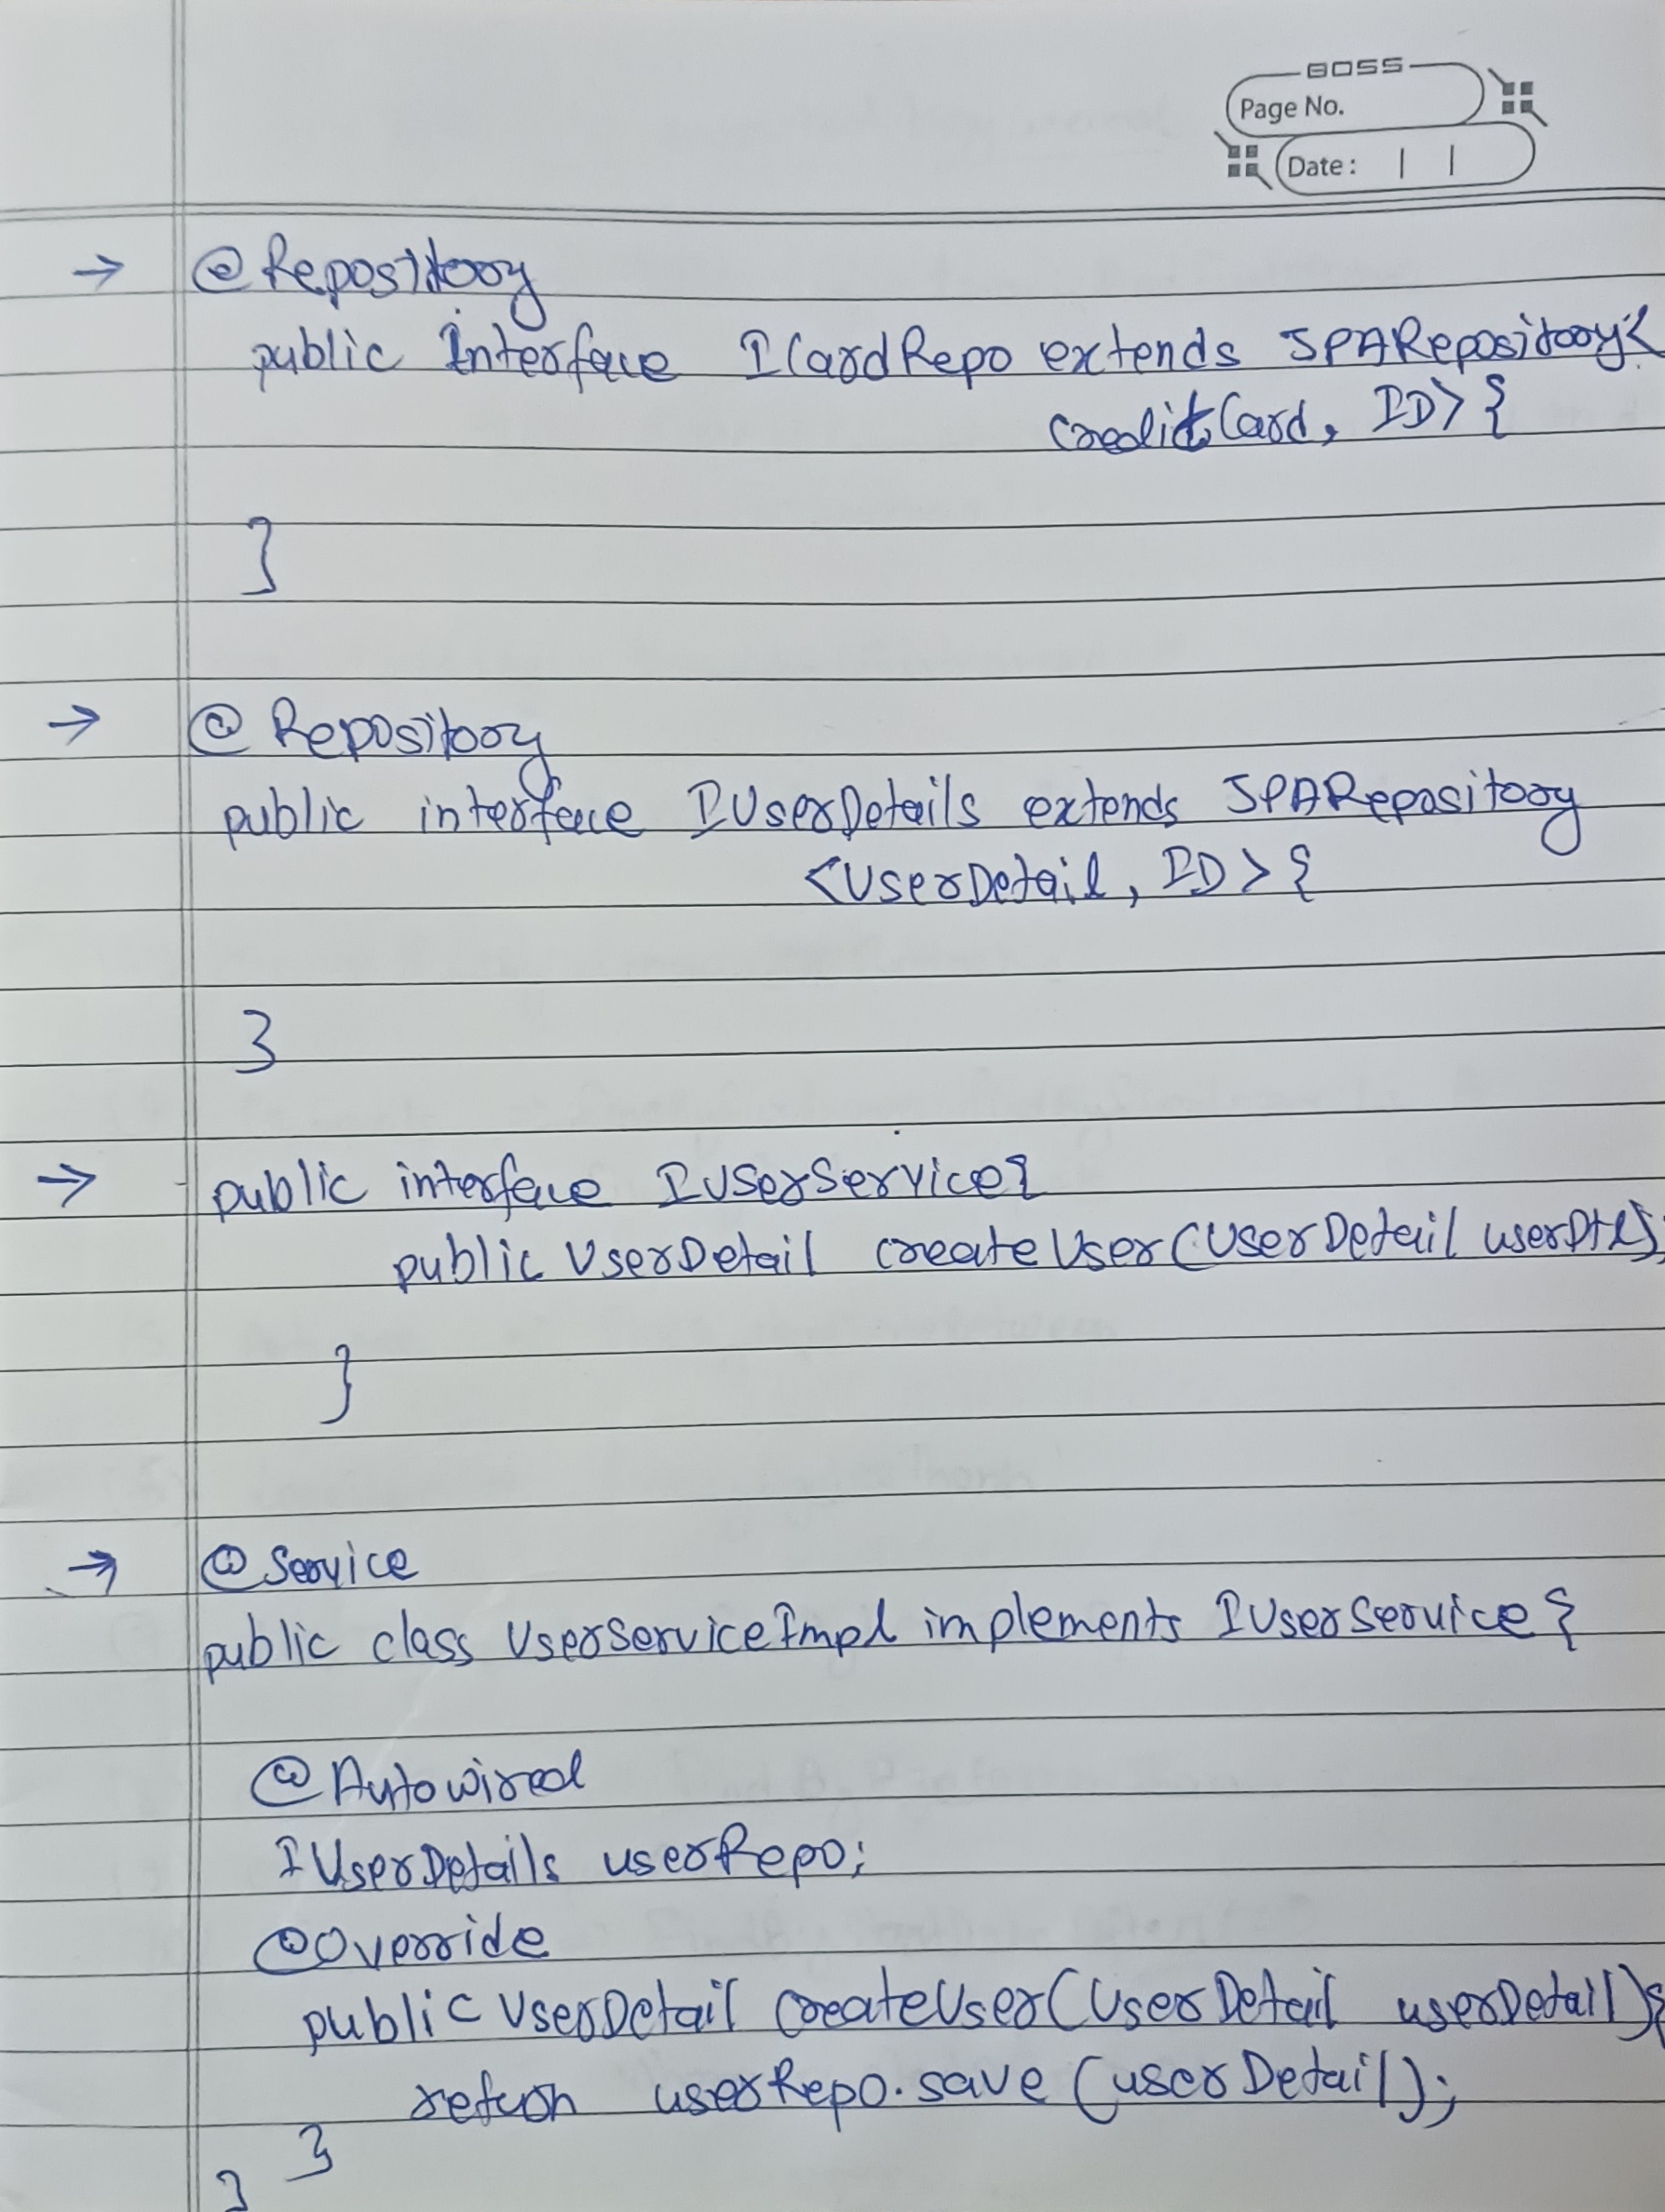 BOSS
Page No.
Date :
→ @Repository
public Interface ICardRepo extends JPARepository<
CreditCard, ID> {
}
→ @ Repository
public interface IUserDetails extends JPARepository
<UserDetail, ID> {
}
→ public interface IUserService{
public UserDetail createUser(UserDetail userDtl);
}
→ @Service
public class UserServiceImpl implements IUserService {
@Autowired
IUserDetails userRepo;
@Override
public UserDetail createUser(UserDetail userDetail){
return userRepo.save(userDetail);
}
}